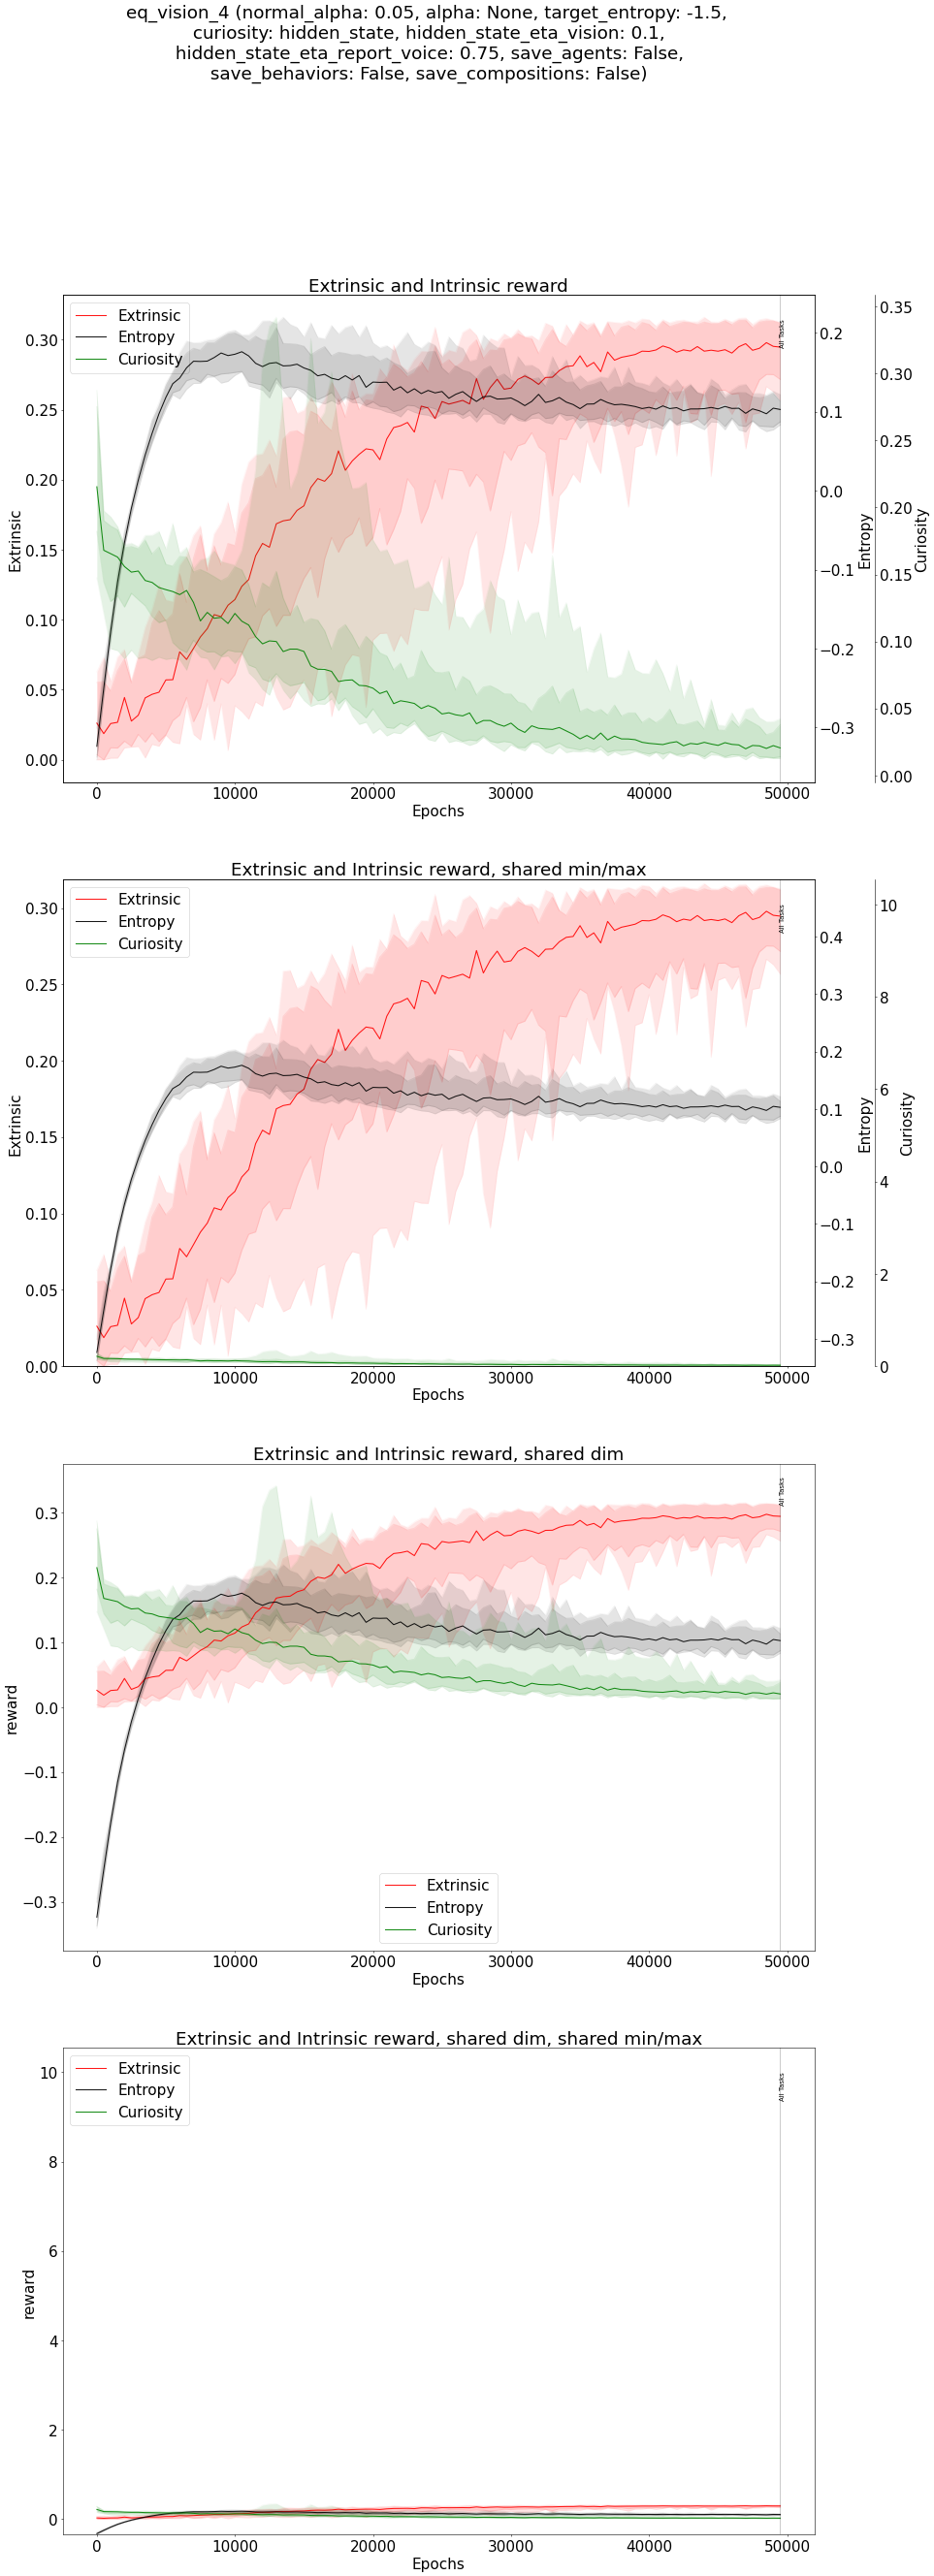 eq_vision_4 (normal_alpha: 0.05, alpha: None, target_entropy: -1.5,
curiosity: hidden_state, hidden_state_eta_vision: 0.1,
hidden_state_eta_report_voice: 0.75, save_agents: False,
save_behaviors: False, save_compositions: False)
Extrinsic and Intrinsic reward
Extrinsic
Entropy
Curiosity
All Tasks
0.30
0.25
0.20
0.15
0.10
0.05
0.00
Extrinsic
0.2
0.1
0.0
−0.1
−0.2
−0.3
Entropy
0.35
0.30
0.25
0.20
0.15
0.10
0.05
0.00
Curiosity
0 10000 20000 30000 40000 50000
Epochs
Extrinsic and Intrinsic reward, shared min/max
Extrinsic
Entropy
Curiosity
All Tasks
0.30
0.25
0.20
0.15
0.10
0.05
0.00
Extrinsic
0.4
0.3
0.2
0.1
0.0
−0.1
−0.2
−0.3
Entropy
10
8
6
4
2
0
Curiosity
0 10000 20000 30000 40000 50000
Epochs
Extrinsic and Intrinsic reward, shared dim
All Tasks
0.3
0.2
0.1
0.0
−0.1
−0.2
−0.3
reward
Extrinsic
Entropy
Curiosity
0 10000 20000 30000 40000 50000
Epochs
Extrinsic and Intrinsic reward, shared dim, shared min/max
Extrinsic
Entropy
Curiosity
All Tasks
10
8
6
4
2
0
reward
0 10000 20000 30000 40000 50000
Epochs